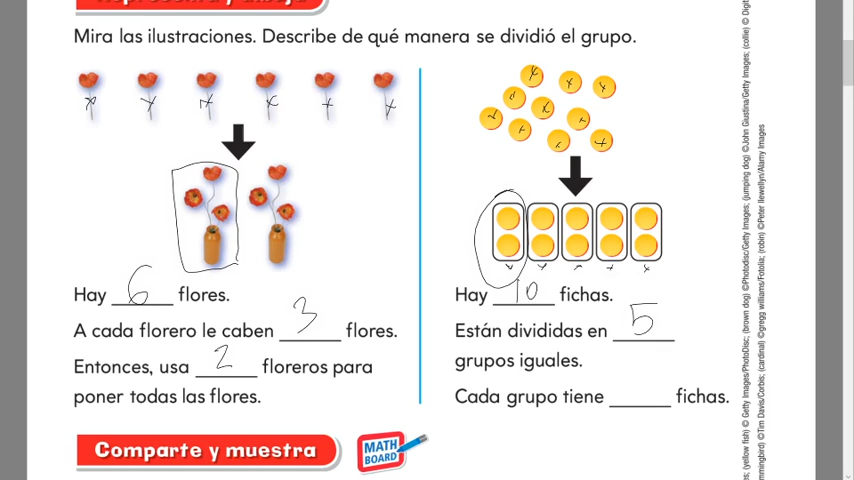 Mira las ilustraciones. Describe de qué manera se dividió el grupo.
Hay 6 flores.
A cada florero le caben 3 flores.
Entonces, usa 2 floreros para
poner todas las flores.
Hay 10 fichas.
Están divididas en 5
grupos iguales.
Cada grupo tiene ______ fichas.
Comparte y muestra
MATH
BOARD